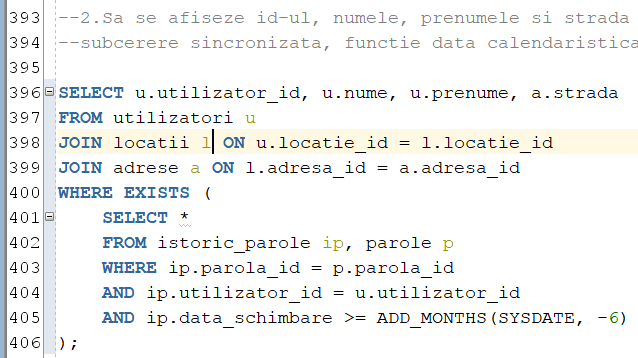 393 --2.Sa se afiseze id-ul, numele, prenumele si strada
394 --subcerere sincronizata, functie data calendaristica
395
396 SELECT u.utilizator_id, u.nume, u.prenume, a.strada
397 FROM utilizatori u
398 JOIN locatii l ON u.locatie_id = l.locatie_id
399 JOIN adrese a ON l.adresa_id = a.adresa_id
400 WHERE EXISTS (
401 SELECT *
402 FROM istoric_parole ip, parole p
403 WHERE ip.parola_id = p.parola_id
404 AND ip.utilizator_id = u.utilizator_id
405 AND ip.data_schimbare >= ADD_MONTHS(SYSDATE, -6)
406 );